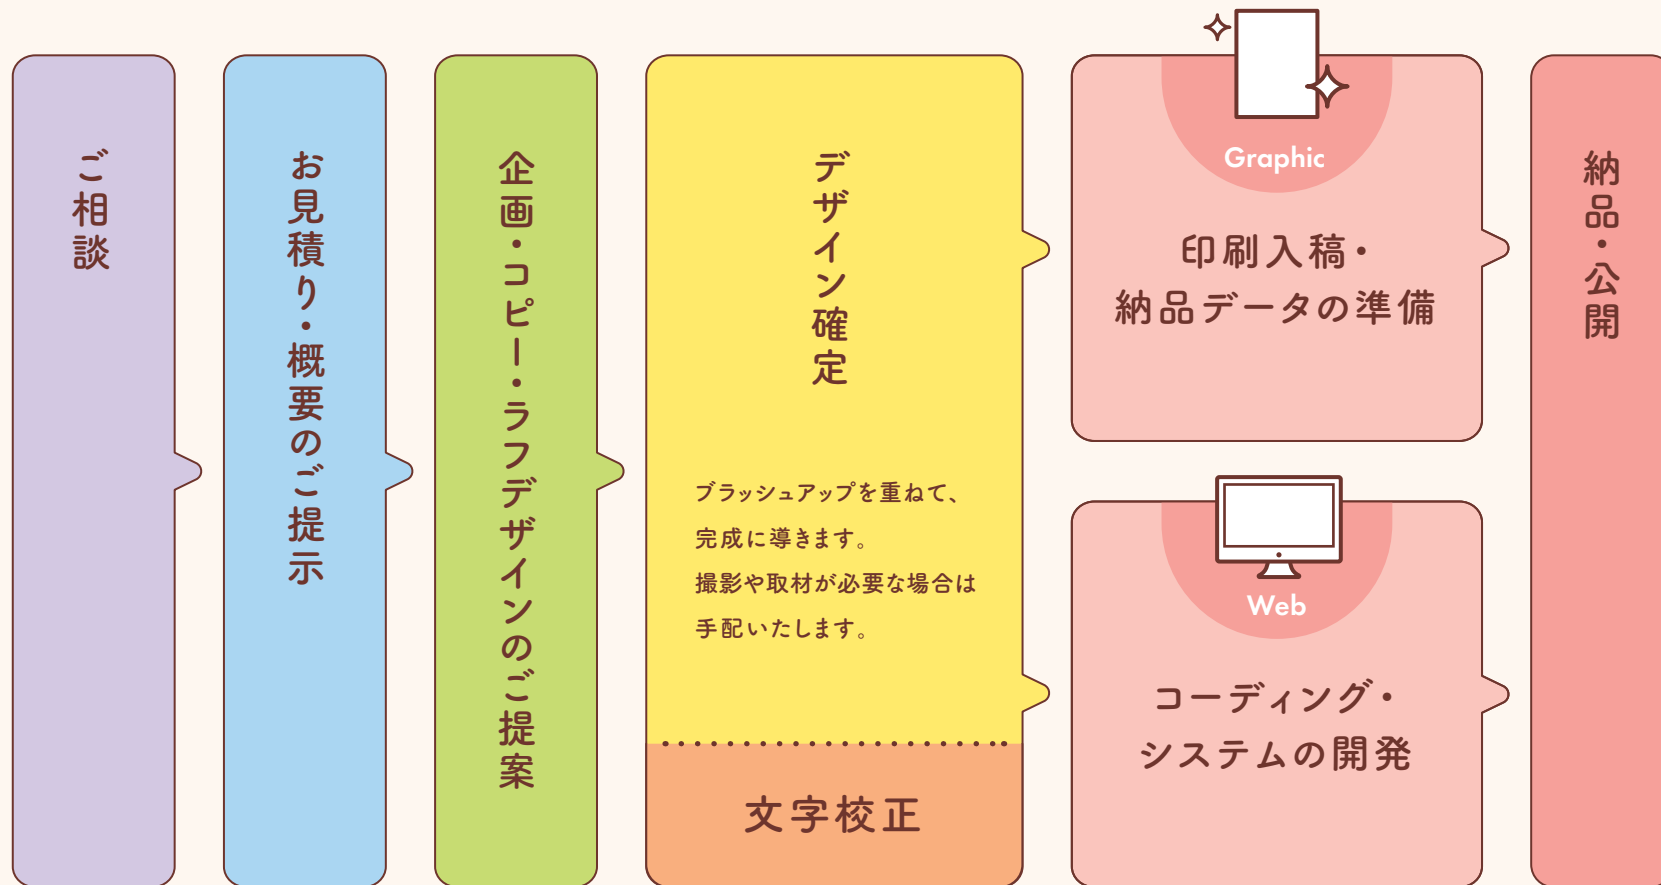 ご相談
お見積り・概要のご提示
企画・コピー・ラフデザインのご提案
デザイン確定
ブラッシュアップを重ねて、
完成に導きます。
撮影や取材が必要な場合は
手配いたします。
文字校正
Graphic
印刷入稿・
納品データの準備
Web
コーディング・
システムの開発
納品・公開